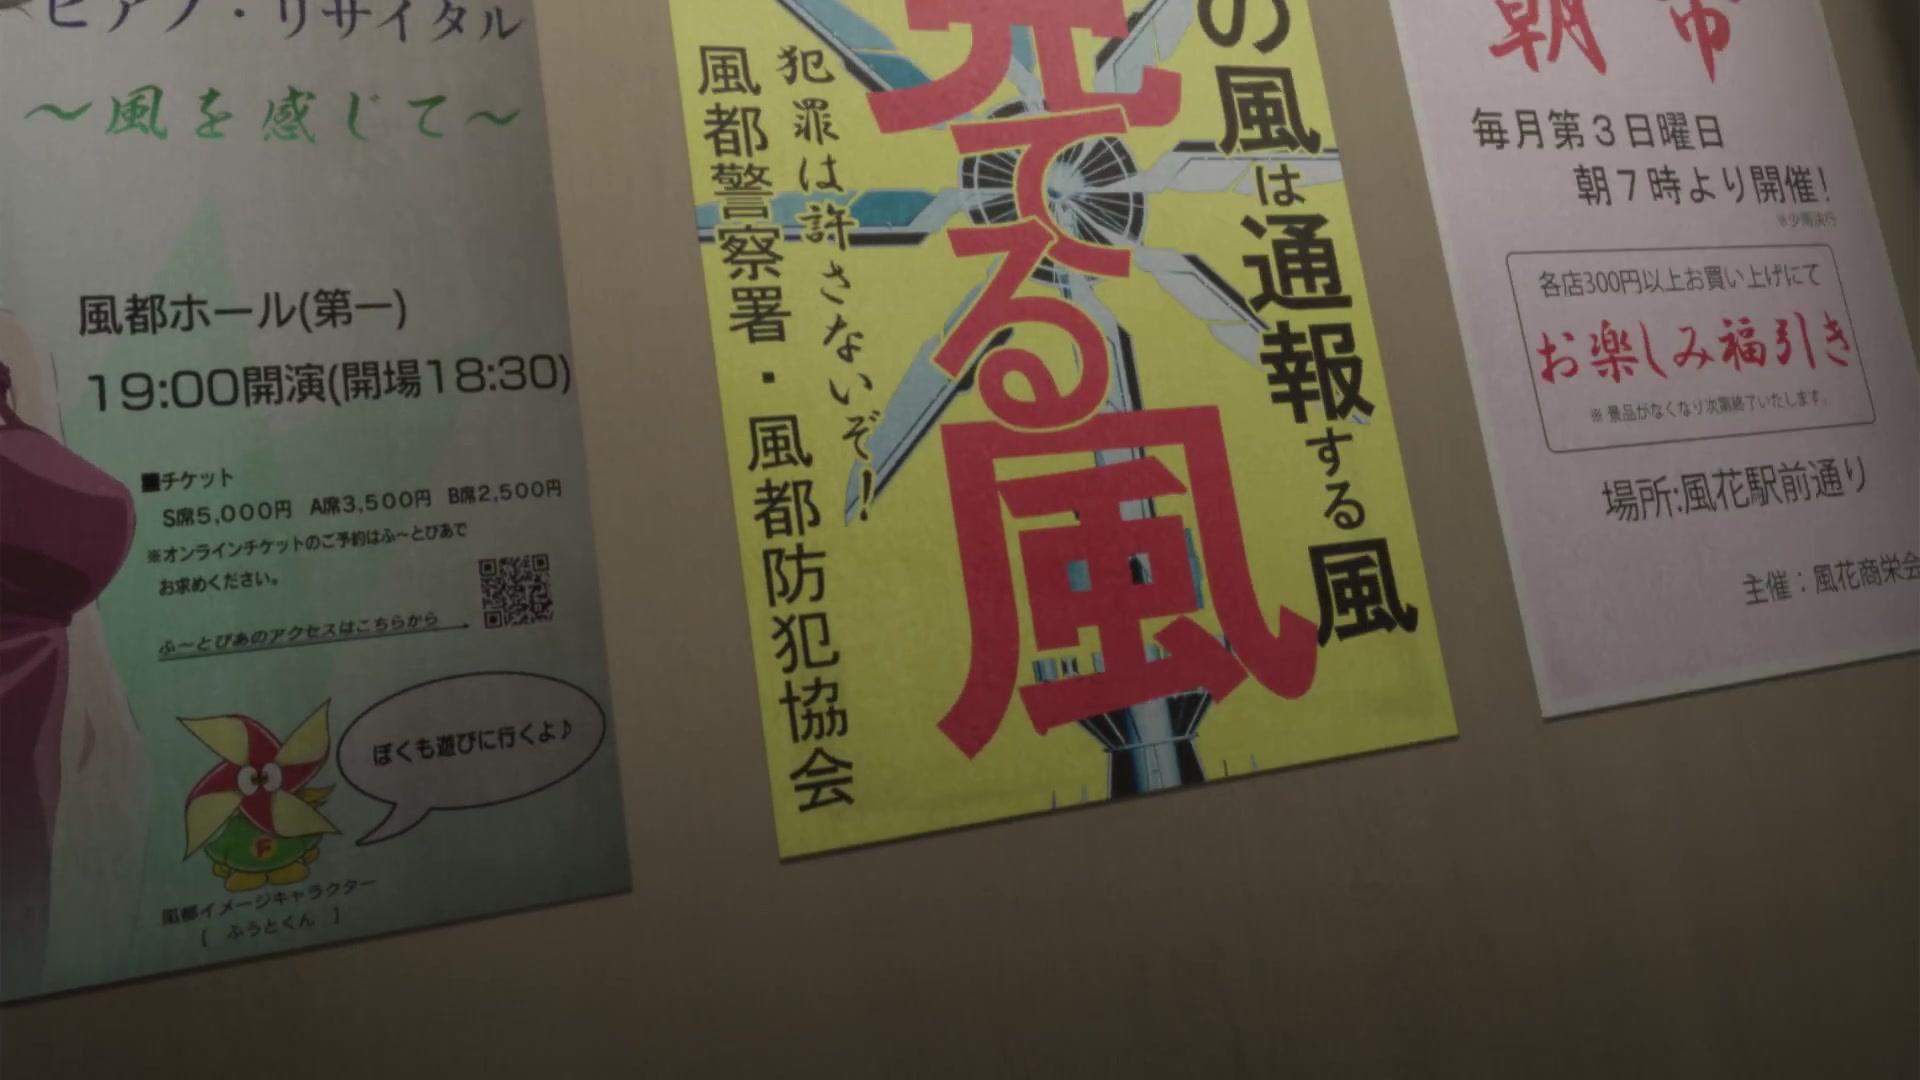 ピアノ・リサイタル
～風を感じて～
風都ホール(第一)
19:00開演(開場18:30)
■チケット
S席5,000円 A席3,500円 B席2,500円
※オンラインチケットのご予約はふ～とぴあで
お求めください。
ふ～とぴあのアクセスはこちらから
ぼくも遊びに行くよ♪
F
風都イメージキャラクター
[ ふうとくん ]
の風は通報する風
てる風
犯罪は許さないぞ!
風都警察署・風都防犯協会
朝市
毎月第3日曜日
朝7時より開催!
※少雨決行
各店300円以上お買い上げにて
お楽しみ福引き
※景品がなくなり次第終了いたします。
場所:風花駅前通り
主催:風花商栄会